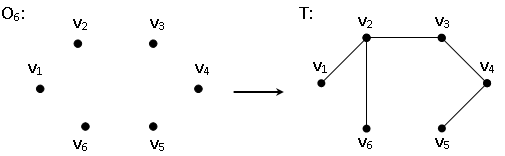 O₆: T:
v₂ v₃ v₂ v₃
v₁ v₄ v₁ v₄
v₆ v₅ v₆ v₅